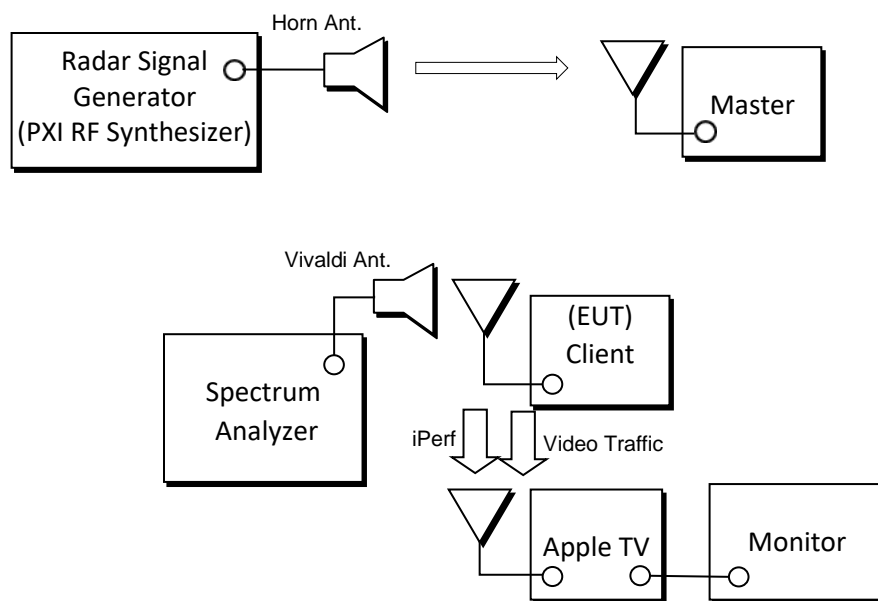 Horn Ant.
Radar Signal
Generator
(PXI RF Synthesizer)
Master
Vivaldi Ant.
(EUT)
Client
Spectrum
Analyzer
iPerf
Video Traffic
Apple TV
Monitor